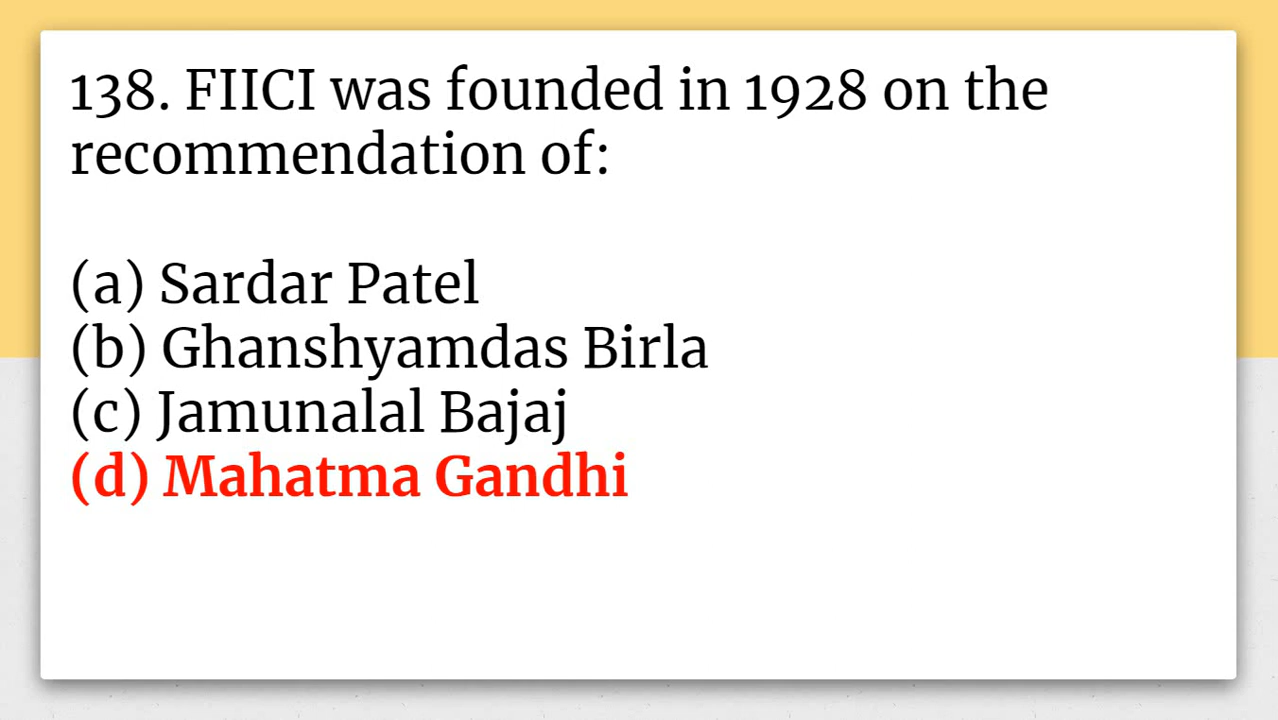 138. FIICI was founded in 1928 on the
recommendation of:
(a) Sardar Patel
(b) Ghanshyamdas Birla
(c) Jamunalal Bajaj
(d) Mahatma Gandhi